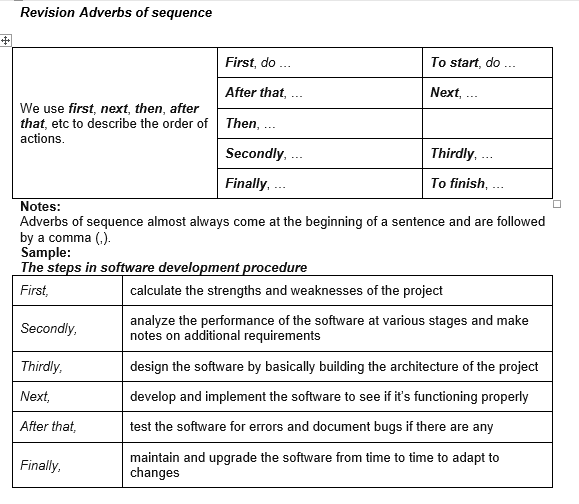 Revision Adverbs of sequence
We use first, next, then, after
that, etc to describe the order of
actions.
First, do ...
To start, do ...
After that, ...
Next, ...
Then, ...
Secondly, ...
Thirdly, ...
Finally, ...
To finish, ...
Notes:
Adverbs of sequence almost always come at the beginning of a sentence and are followed
by a comma (,).
Sample:
The steps in software development procedure
First,
calculate the strengths and weaknesses of the project
Secondly,
analyze the performance of the software at various stages and make
notes on additional requirements
Thirdly,
design the software by basically building the architecture of the project
Next,
develop and implement the software to see if it's functioning properly
After that,
test the software for errors and document bugs if there are any
Finally,
maintain and upgrade the software from time to time to adapt to
changes